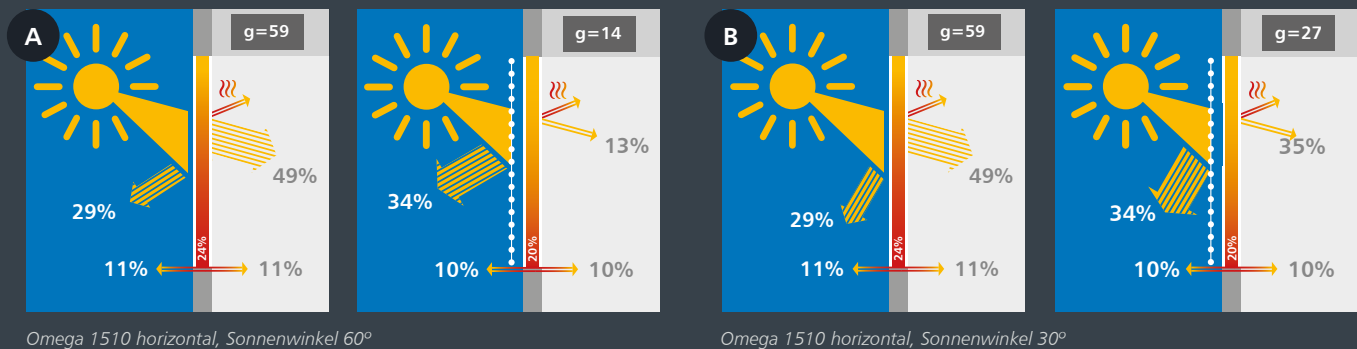 A
g=59
49%
29%
24%
11%
11%
g=14
13%
34%
20%
10%
10%
Omega 1510 horizontal, Sonnenwinkel 60º
B
g=59
49%
29%
24%
11%
11%
g=27
35%
34%
20%
10%
10%
Omega 1510 horizontal, Sonnenwinkel 30º